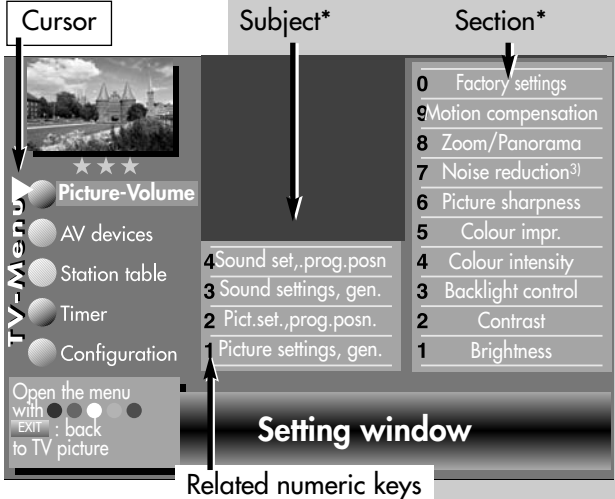 Cursor
Subject*
Section*
TV-Menu
Picture-Volume
AV devices
Station table
Timer
Configuration
4 Sound set,.prog.posn
3 Sound settings, gen.
2 Pict.set.,prog.posn.
1 Picture settings, gen.
0 Factory settings
9 Motion compensation
8 Zoom/Panorama
7 Noise reduction3)
6 Picture sharpness
5 Colour impr.
4 Colour intensity
3 Backlight control
2 Contrast
1 Brightness
Open the menu
with
EXIT : back
to TV picture
Setting window
Related numeric keys